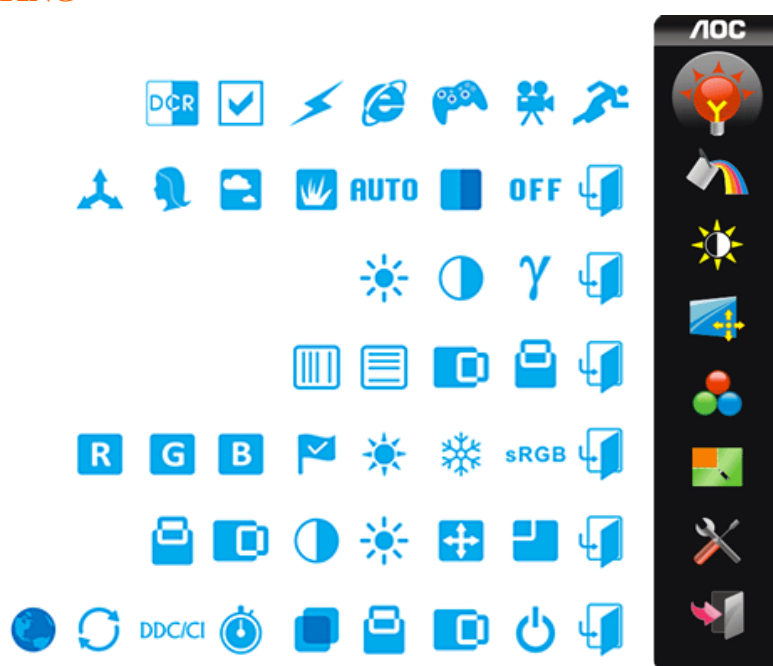 AOC
DCR
AUTO OFF
γ
R G B sRGB
DDC/CI